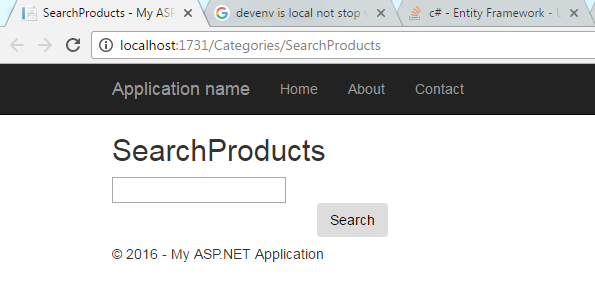 SearchProducts - My ASP
devenv is local not stop
c# - Entity Framework -
localhost:1731/Categories/SearchProducts
Application name Home About Contact
SearchProducts
Search
© 2016 - My ASP.NET Application